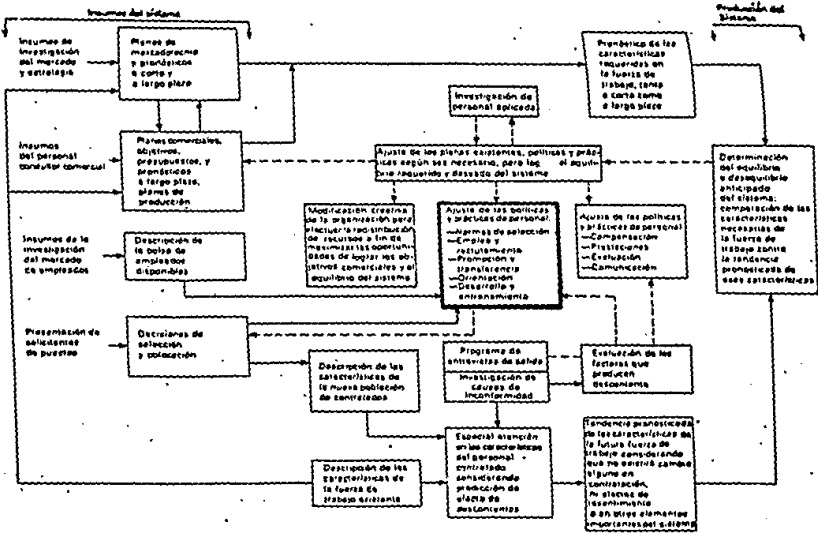 Insumos del sistema
Producción del
Sistema
Insumos de
investigación
del mercado
y estrategia
Planes de
mercadotecnia
y pronósticos
a corto y
a largo plazo
Pronóstico de las
características
requeridas en
la fuerza de
trabajo, tanto
a corto como
a largo plazo
Investigación de
personal aplicada
Insumos
del personal
consultor comercial
Planes comerciales,
objetivos,
presupuestos, y
pronósticos
a largo plazo,
planes de
producción
Ajuste de los planes existentes, políticas y prác-
ticas según sea necesario, para log el equili-
brio requerido y deseado del sistema
Determinación
del equilibrio
o desequilibrio
anticipado
del sistema;
comparación de las
características
necesarias de
la fuerza de
trabajo contra
la tendencia
pronosticada de
esas características
Modificación creativa
de la organización para
efectuar la redistribución
de recursos a fin de
maximizar las oportuni-
dades de lograr los ob-
jetivos comerciales y el
equilibrio del sistema
Ajuste de las políticas
y prácticas de personal:
—Normas de selección
—Empleo y
reclutamiento
—Promoción y
transferencia
—Orientación
—Desarrollo y
entrenamiento
Ajuste de las políticas
y prácticas de personal
—Compensación
—Prestaciones
—Evaluación
—Comunicación
Insumos de la
investigación
del mercado
de empleados
Descripción de
la bolsa de
empleados
disponibles
Presentación de
solicitantes
de puestos
Decisiones de
selección
y colocación
Descripción de las
características de
la nueva población
de contratados
Programa de
entrevistas de salida
Investigación de
causas de
inconformidad
Evaluación de los
factores que
producen
descontento
Descripción de las
características de
la fuerza de
trabajo existente
Especial atención
en las características
del personal
contratado
considerando
predicción de
efecto de
descontentos
Tendencia pronosticada
de las características de
la futura fuerza de
trabajo considerando
que no existirá cambio
alguno en
contratación,
ni efectos de
resentimiento
o en otros elementos
importantes del sistema